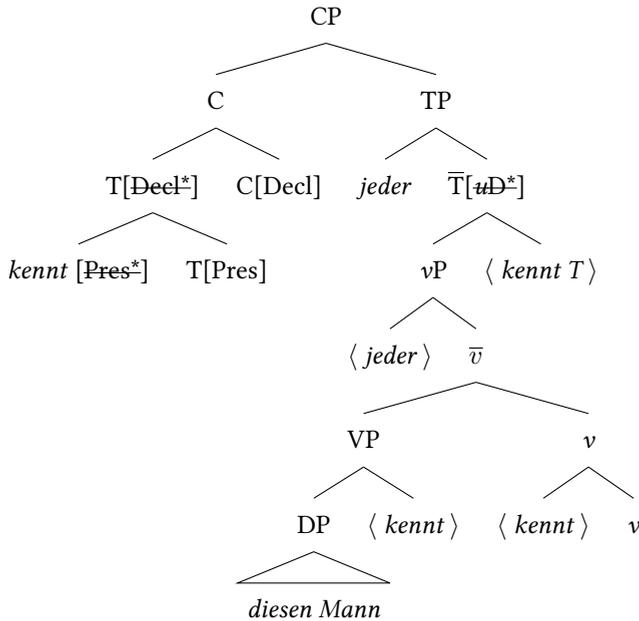 CP
C TP
T[Decl*] C[Decl] jeder T̅[uD*]
kennt [Pres*] T[Pres] vP ⟨ kennt T ⟩
⟨ jeder ⟩ v̅
VP v
DP ⟨ kennt ⟩ ⟨ kennt ⟩ v
diesen Mann